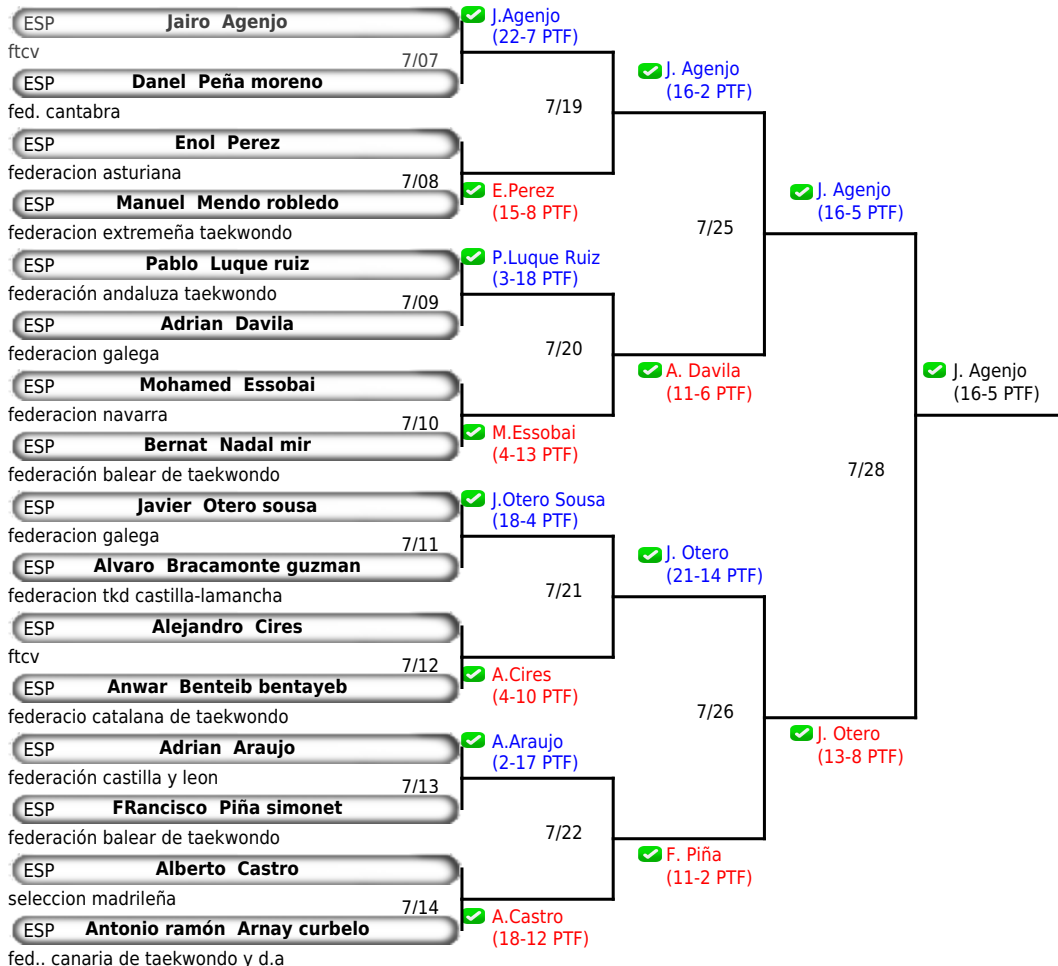 ESP Jairo Agenjo
ftcv
7/07
ESP Danel Peña moreno
fed. cantabra
ESP Enol Perez
federacion asturiana
7/08
ESP Manuel Mendo robledo
federacion extremeña taekwondo
ESP Pablo Luque ruiz
federación andaluza taekwondo
7/09
ESP Adrian Davila
federacion galega
ESP Mohamed Essobai
federacion navarra
7/10
ESP Bernat Nadal mir
federación balear de taekwondo
ESP Javier Otero sousa
federacion galega
7/11
ESP Alvaro Bracamonte guzman
federacion tkd castilla-lamancha
ESP Alejandro Cires
ftcv
7/12
ESP Anwar Benteib bentayeb
federacio catalana de taekwondo
ESP Adrian Araujo
federación castilla y leon
7/13
ESP FRancisco Piña simonet
federación balear de taekwondo
ESP Alberto Castro
seleccion madrileña
7/14
ESP Antonio ramón Arnay curbelo
fed.. canaria de taekwondo y d.a
J.Agenjo
(22-7 PTF)
7/19
E.Perez
(15-8 PTF)
P.Luque Ruiz
(3-18 PTF)
7/20
M.Essobai
(4-13 PTF)
J.Otero Sousa
(18-4 PTF)
7/21
A.Cires
(4-10 PTF)
A.Araujo
(2-17 PTF)
7/22
A.Castro
(18-12 PTF)
J. Agenjo
(16-2 PTF)
7/25
A. Davila
(11-6 PTF)
J. Otero
(21-14 PTF)
7/26
F. Piña
(11-2 PTF)
J. Agenjo
(16-5 PTF)
7/28
J. Otero
(13-8 PTF)
J. Agenjo
(16-5 PTF)